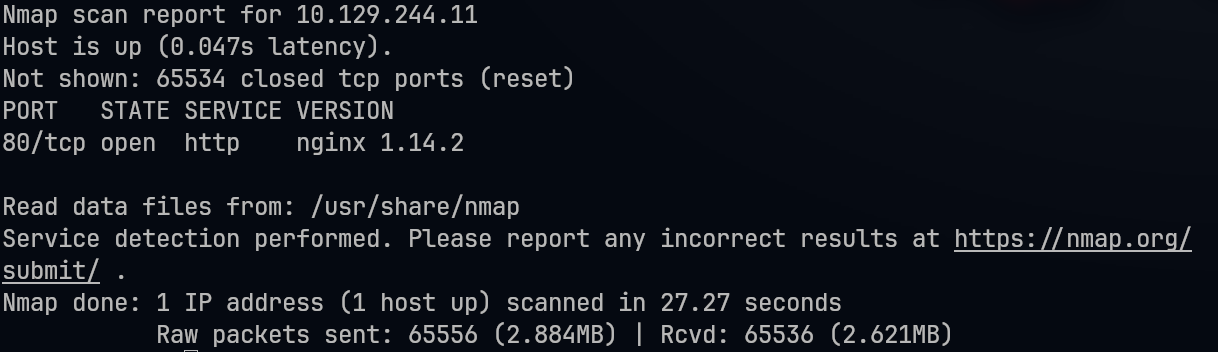 Nmap scan report for 10.129.244.11
Host is up (0.047s latency).
Not shown: 65534 closed tcp ports (reset)
PORT   STATE SERVICE VERSION
80/tcp open  http    nginx 1.14.2

Read data files from: /usr/share/nmap
Service detection performed. Please report any incorrect results at https://nmap.org/
submit/ .
Nmap done: 1 IP address (1 host up) scanned in 27.27 seconds
           Raw packets sent: 65556 (2.884MB) | Rcvd: 65536 (2.621MB)